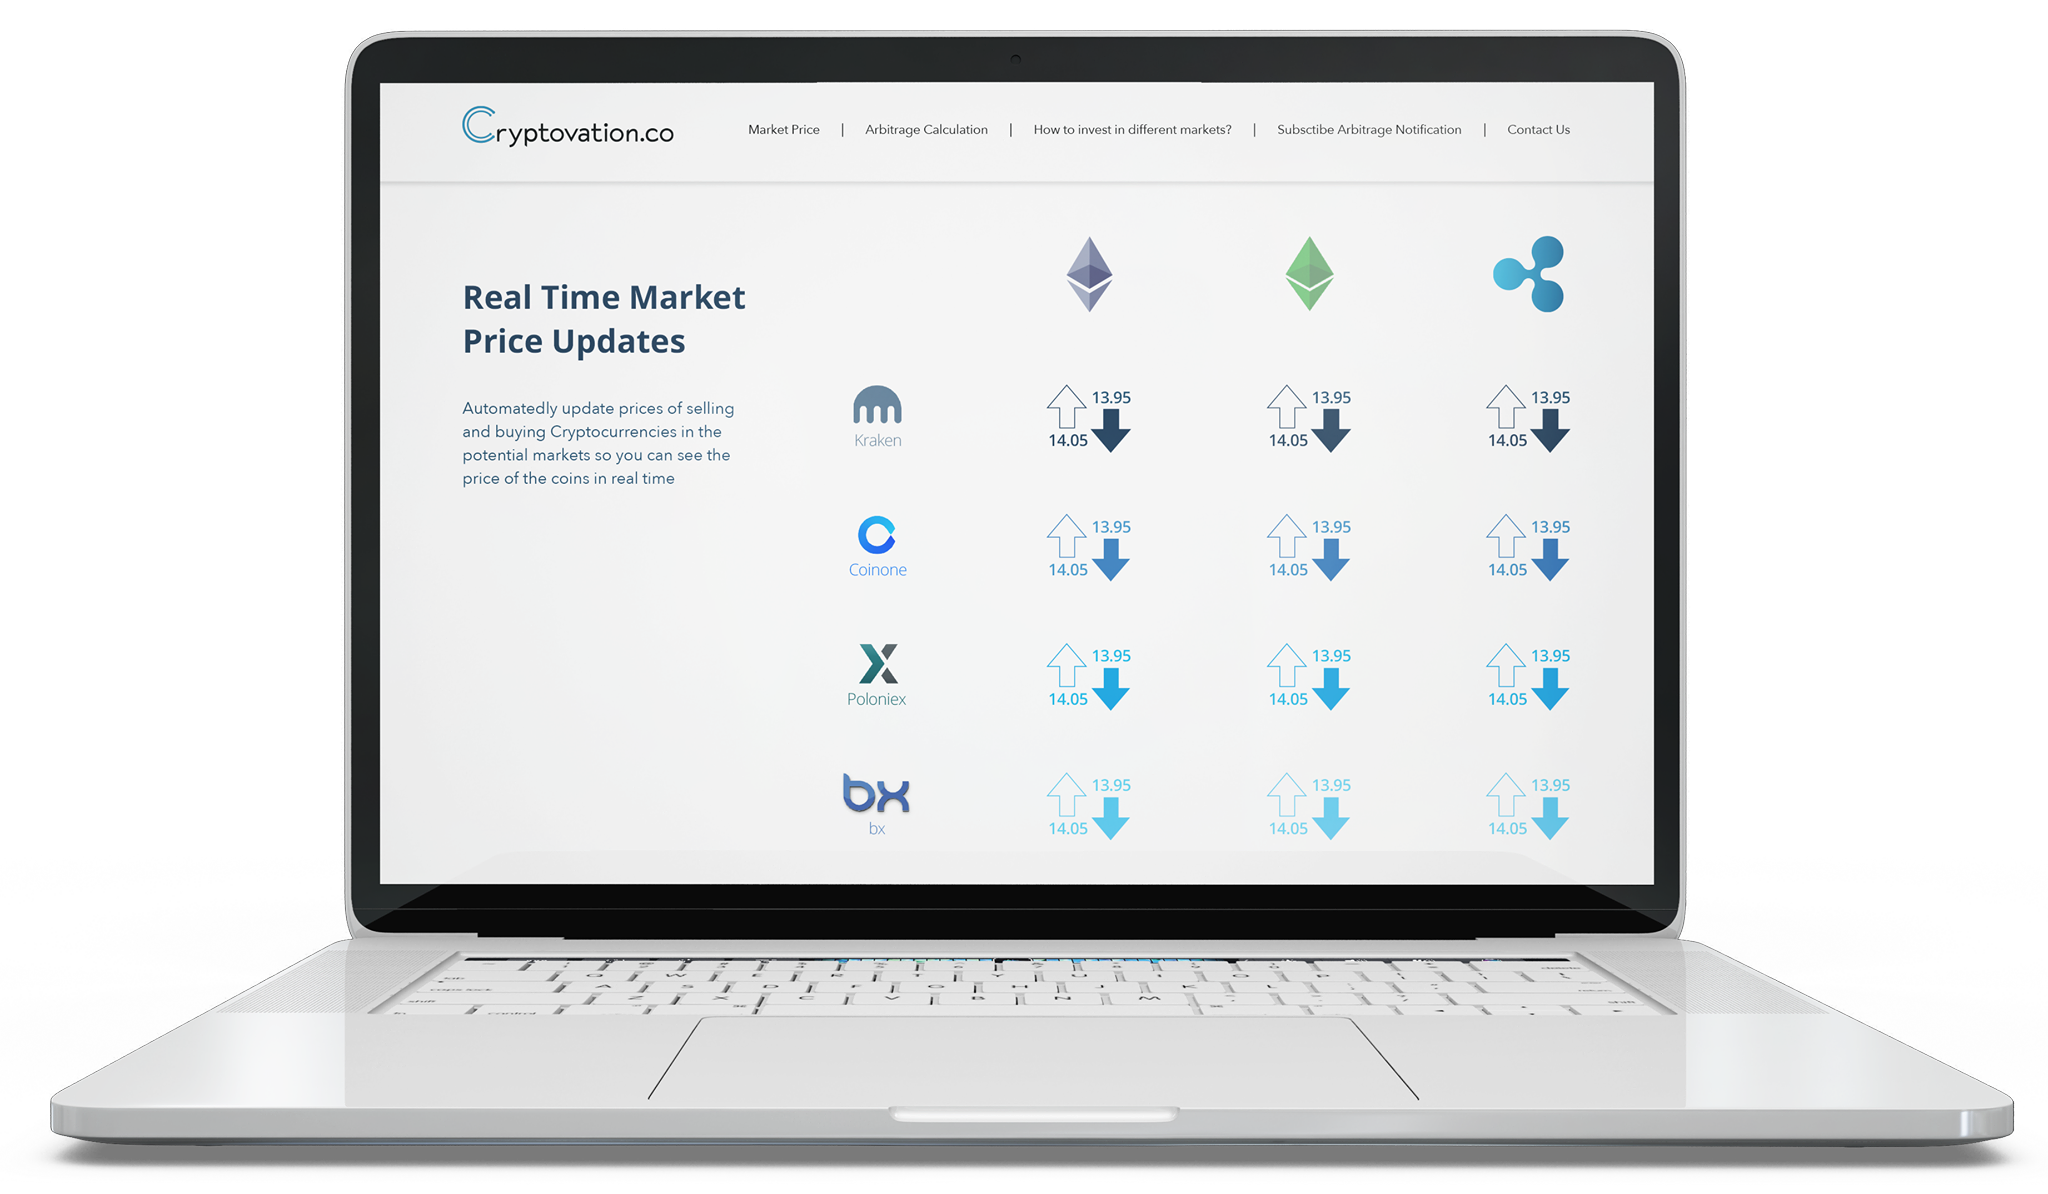 Cryptovation.co
Market Price | Arbitrage Calculation | How to invest in different markets? | Subsctibe Arbitrage Notification | Contact Us
Real Time Market
Price Updates
Automatedly update prices of selling
and buying Cryptocurrencies in the
potential markets so you can see the
price of the coins in real time
13.95 13.95 13.95
Kraken 14.05 14.05 14.05
13.95 13.95 13.95
Coinone 14.05 14.05 14.05
13.95 13.95 13.95
Poloniex 14.05 14.05 14.05
bx 13.95 13.95 13.95
bx 14.05 14.05 14.05
Q W E R T Y U I O P
caps lock A S D F G H J K L
shift Z X C V B N M shift